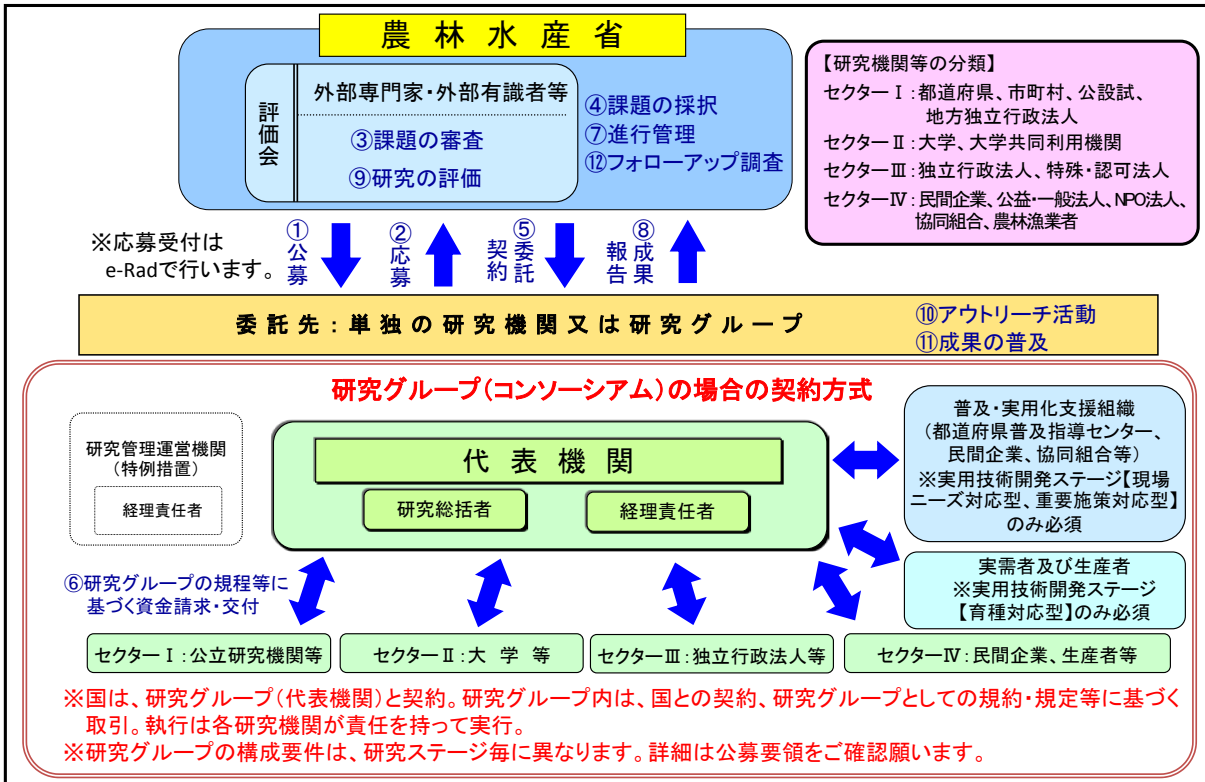 農林水産省
評価会
外部専門家・外部有識者等
③課題の審査
⑨研究の評価
④課題の採択
⑦進行管理
⑫フォローアップ調査
【研究機関等の分類】
セクターⅠ:都道府県、市町村、公設試、
地方独立行政法人
セクターⅡ:大学、大学共同利用機関
セクターⅢ:独立行政法人、特殊・認可法人
セクターⅣ:民間企業、公益・一般法人、NPO法人、
協同組合、農林漁業者
※応募受付は
e-Radで行います。
①公募
②応募
⑤委託
契約
⑧成果
報告
委託先:単独の研究機関又は研究グループ
⑩アウトリーチ活動
⑪成果の普及
研究グループ(コンソーシアム)の場合の契約方式
研究管理運営機関
(特例措置)
経理責任者
代表機関
研究総括者
経理責任者
普及・実用化支援組織
(都道府県普及指導センター、
民間企業、協同組合等)
※実用技術開発ステージ【現場
ニーズ対応型、重要施策対応型】
のみ必須
実需者及び生産者
※実用技術開発ステージ
【育種対応型】のみ必須
⑥研究グループの規程等に
基づく資金請求・交付
セクターⅠ:公立研究機関等
セクターⅡ:大学等
セクターⅢ:独立行政法人等
セクターⅣ:民間企業、生産者等
※国は、研究グループ(代表機関)と契約。研究グループ内は、国との契約、研究グループとしての規約・規定等に基づく
取引。執行は各研究機関が責任を持って実行。
※研究グループの構成要件は、研究ステージ毎に異なります。詳細は公募要領をご確認願います。